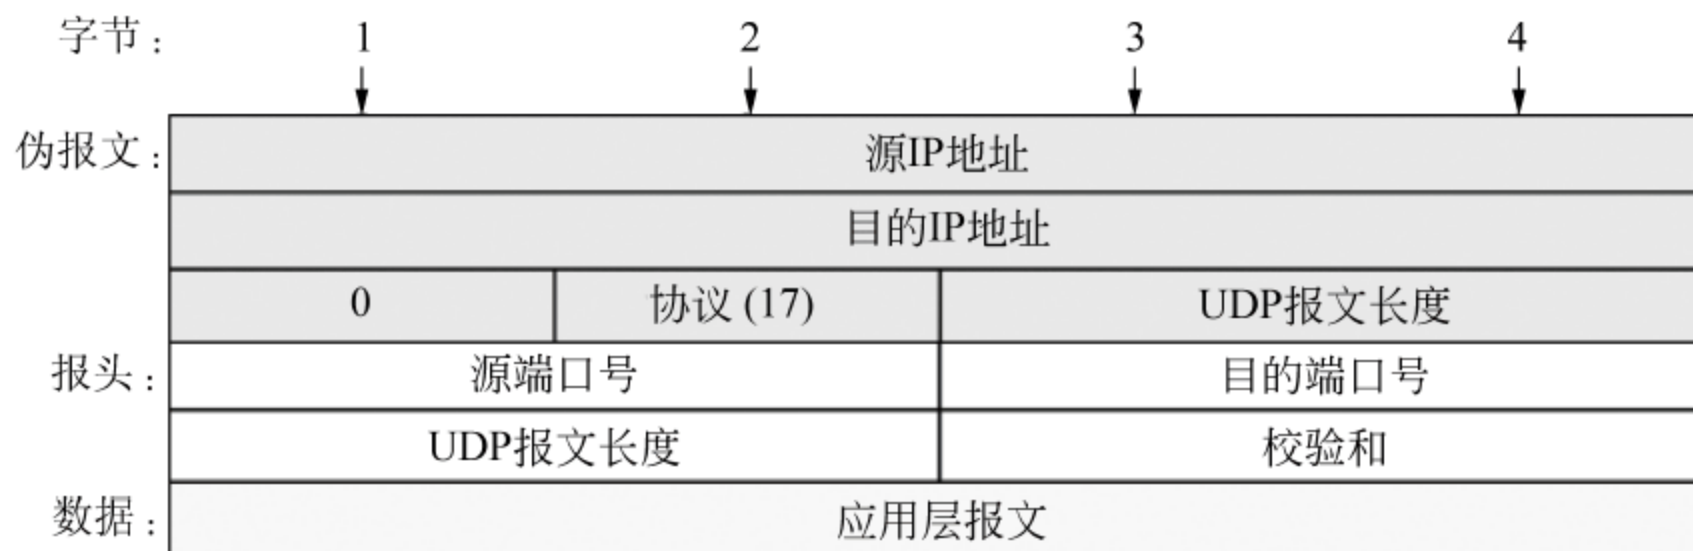 字节： 1 2 3 4
伪报文： 源IP地址
目的IP地址
0 协议 (17) UDP报文长度
报头： 源端口号 目的端口号
UDP报文长度 校验和
数据： 应用层报文